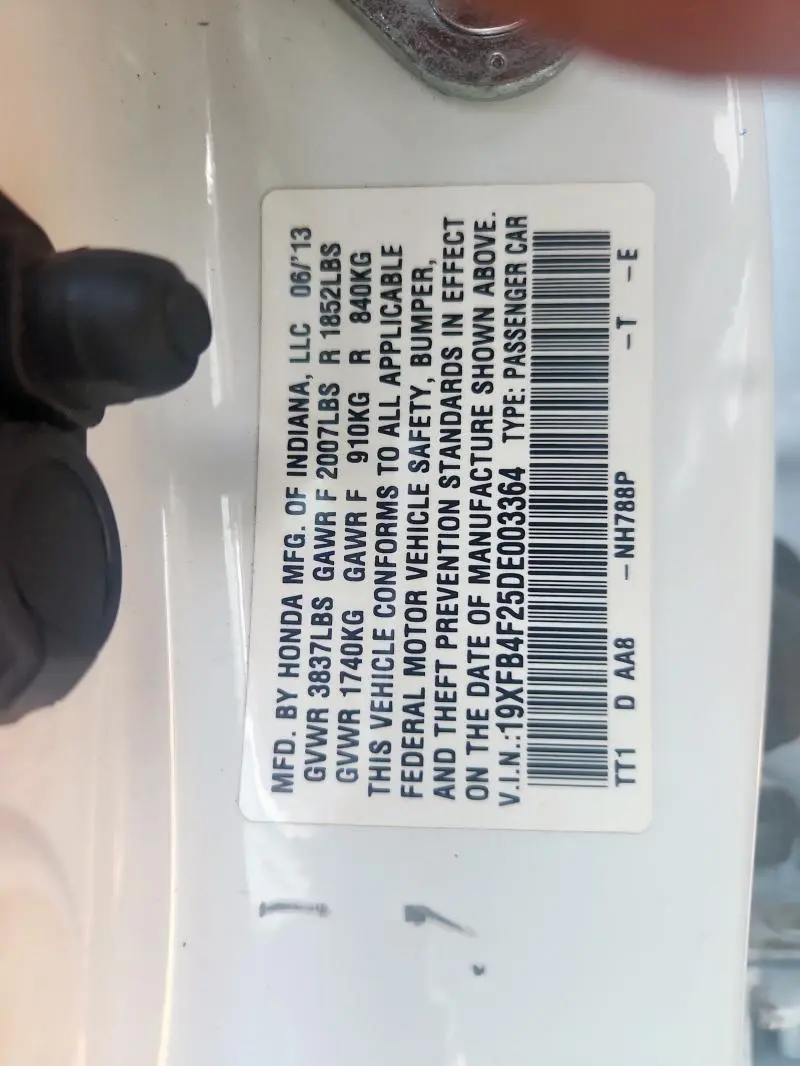 MFD. BY HONDA MFG. OF INDIANA, LLC 06/'13
GVWR 3837LBS GAWR F 2007LBS R 1852LBS
GVWR 1740KG GAWR F 910KG R 840KG
THIS VEHICLE CONFORMS TO ALL APPLICABLE
FEDERAL MOTOR VEHICLE SAFETY, BUMPER,
AND THEFT PREVENTION STANDARDS IN EFFECT
ON THE DATE OF MANUFACTURE SHOWN ABOVE.
V.I.N.:19XFB4F25DE003364 TYPE: PASSENGER CAR
TT1 D AA8 -NH788P -T -E